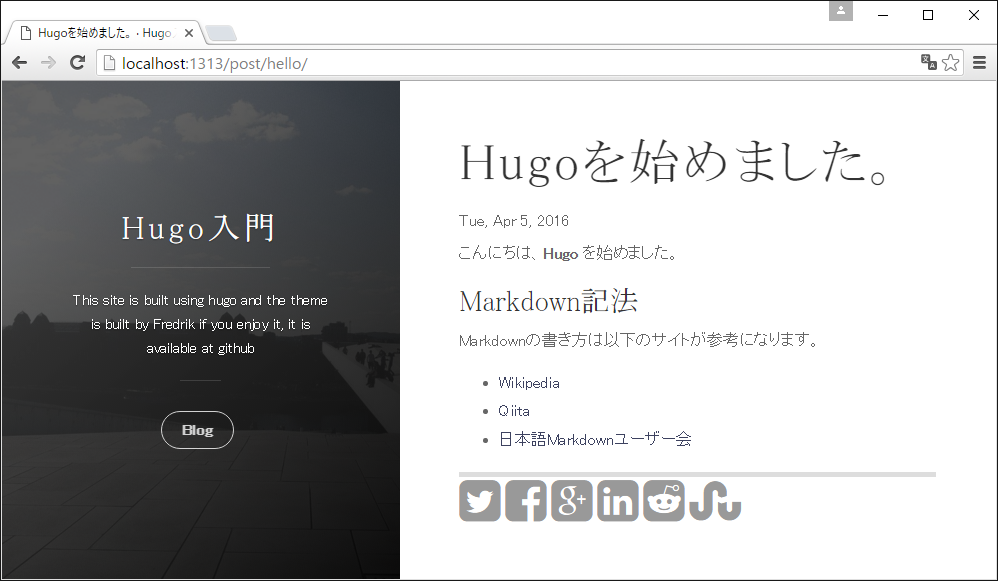 Hugoを始めました。 · Hugo
localhost:1313/post/hello/
Hugo入門
This site is built using hugo and the theme
is built by Fredrik if you enjoy it, it is
available at github
Blog
Hugoを始めました。
Tue, Apr 5, 2016
こんにちは、Hugo を始めました。
Markdown記法
Markdownの書き方は以下のサイトが参考になります。
Wikipedia
Qiita
日本語Markdownユーザー会